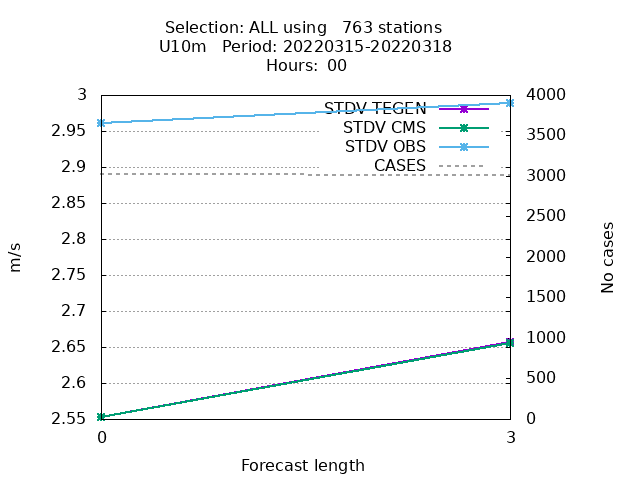 Selection: ALL using   763 stations
U10m   Period: 20220315-20220318
Hours:  00
3
2.95
2.9
2.85
2.8
2.75
2.7
2.65
2.6
2.55
4000
3500
3000
2500
2000
1500
1000
500
0
STDV TEGEN
STDV CMS
STDV OBS
CASES
m/s
No cases
0
3
Forecast length